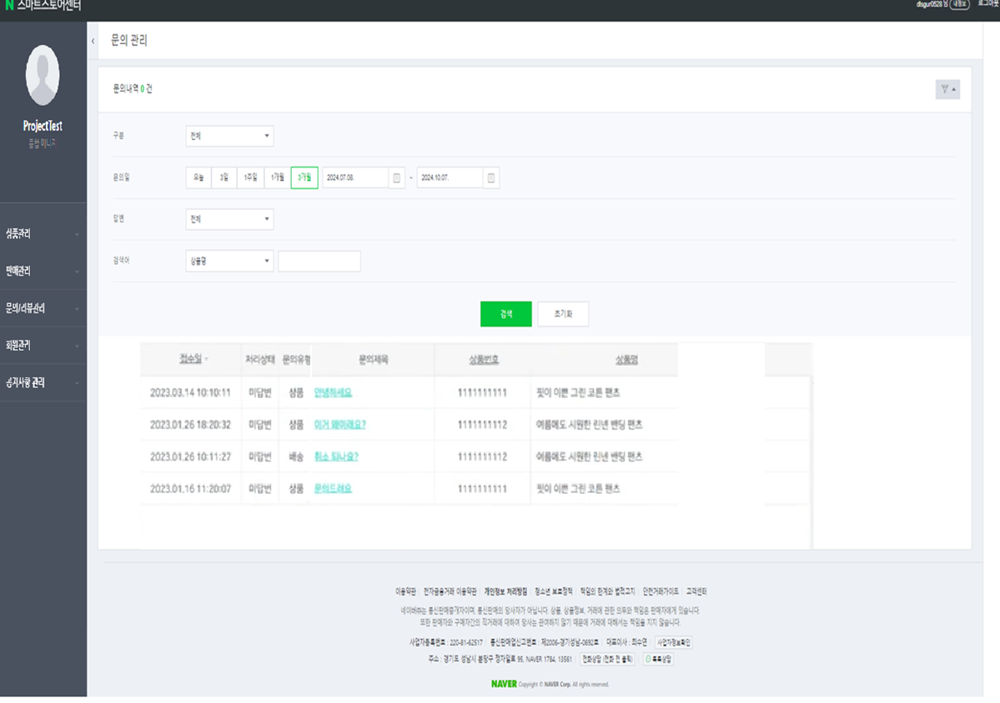 N 스마트스토어센터
disgur0528 님 내정보 로그아웃
문의 관리
문의내역 0 건
ProjectTest
통합 매니저
구분 전체
문의일 오늘 3일 1주일 1개월 3개월 2024.07.08. ~ 2024.10.07.
답변 전체
검색어 상품명
상품관리
판매관리
문의/리뷰관리
회원관리
공지사항 관리
검색 초기화
접수일 처리상태 문의유형 문의제목 상품번호 상품명
2023.03.14 10:10:11 미답변 상품 안녕하세요 1111111111 핏이 이쁜 그린 코튼 팬츠
2023.01.26 18:20:32 미답변 상품 이거 왜이래요? 1111111112 여름에도 시원한 린넨 밴딩 팬츠
2023.01.26 10:11:27 미답변 배송 취소 되나요? 1111111112 여름에도 시원한 린넨 밴딩 팬츠
2023.01.16 11:20:07 미답변 상품 문의드려요 1111111111 핏이 이쁜 그린 코튼 팬츠
이용약관 전자금융거래 이용약관 개인정보 처리방침 청소년 보호정책 책임의 한계와 법적고지 안전거래가이드 고객센터
네이버㈜는 통신판매중개자이며, 통신판매의 당사자가 아닙니다. 상품, 상품정보, 거래에 관한 의무와 책임은 판매자에게 있습니다.
또한 판매자와 구매자간의 직거래에 대하여 당사는 관여하지 않기 때문에 거래에 대해서는 책임을 지지 않습니다.
사업자등록번호 : 220-81-62517 통신판매업신고번호 : 제2006-경기성남-0692호 대표이사 : 최수연 사업자정보확인
주소 : 경기도 성남시 분당구 정자일로 95, NAVER 1784, 13561 전화상담 (전화 전 클릭) 톡톡상담
NAVER Copyright © NAVER Corp. All rights reserved.